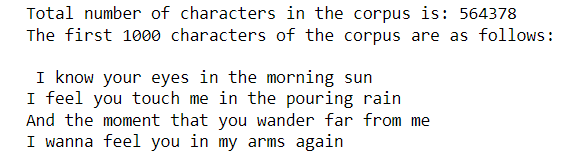 Total number of characters in the corpus is: 564378
The first 1000 characters of the corpus are as follows:
I know your eyes in the morning sun
I feel you touch me in the pouring rain
And the moment that you wander far from me
I wanna feel you in my arms again